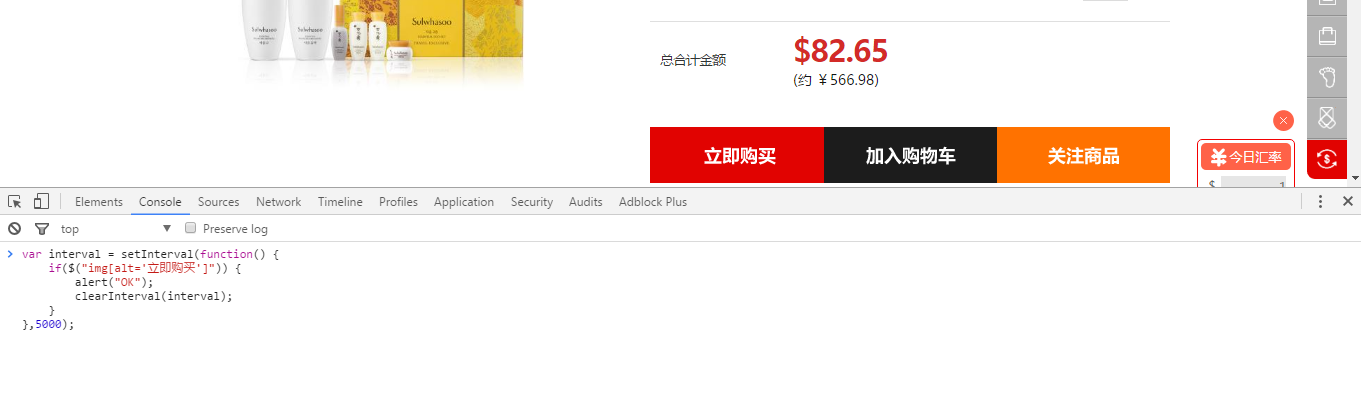 Sulwhasoo
Sulwhasoo
Sulwhasoo
总合计金额
$82.65
(约 ￥566.98)
立即购买
加入购物车
关注商品
今日汇率
$
1
Elements Console Sources Network Timeline Profiles Application Security Audits Adblock Plus
top Preserve log
var interval = setInterval(function() {
if($("img[alt='立即购买']")) {
alert("OK");
clearInterval(interval);
}
},5000);